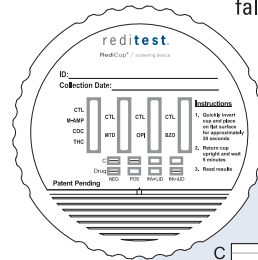 fal
reditest.
RediCup® / screening device
ID:
Collection Date:
CTL
M-AMP
COC
THC
CTL
MTD
CTL
OPI
CTL
BZO
Instructions
1. Quickly invert
cup and place
on flat surface
for approximately
30 seconds.
2. Return cup
upright and wait
5 minutes
3. Read results
C
Drug
NEG POS INVALID INVALID
Patent Pending
C